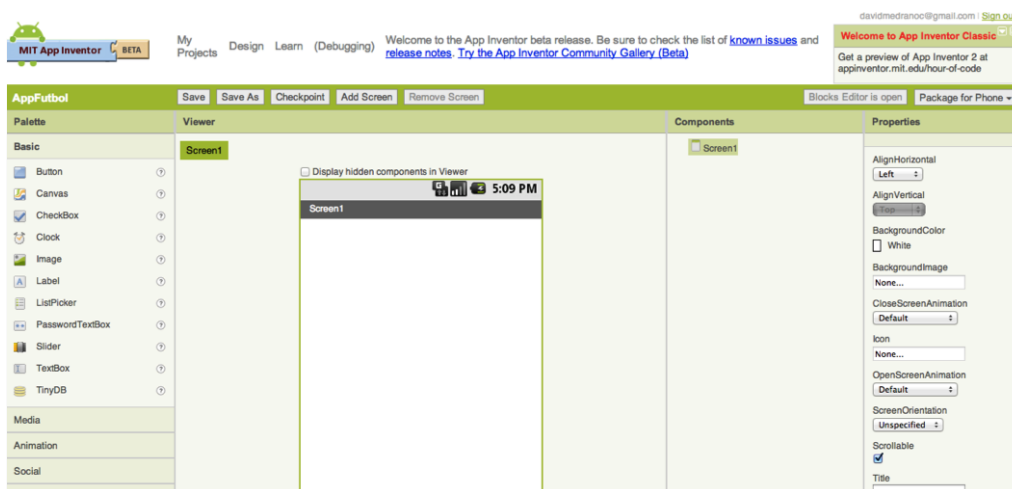 davidmedranoc@gmail.com | Sign ou
MIT App Inventor BETA
My Projects
Design
Learn
(Debugging)
Welcome to the App Inventor beta release. Be sure to check the list of known issues and
release notes. Try the App Inventor Community Gallery (Beta)
Welcome to App Inventor Classic
Get a preview of App Inventor 2 at
appinventor.mit.edu/hour-of-code
AppFutbol
Save
Save As
Checkpoint
Add Screen
Remove Screen
Blocks Editor is open
Package for Phone
Palette
Viewer
Components
Properties
Basic
Button
Canvas
CheckBox
Clock
Image
Label
ListPicker
PasswordTextBox
Slider
TextBox
TinyDB
Media
Animation
Social
Screen1
Display hidden components in Viewer
5:09 PM
Screen1
Screen1
AlignHorizontal
Left
AlignVertical
Top
BackgroundColor
White
BackgroundImage
None...
CloseScreenAnimation
Default
Icon
None...
OpenScreenAnimation
Default
ScreenOrientation
Unspecified
Scrollable
Title